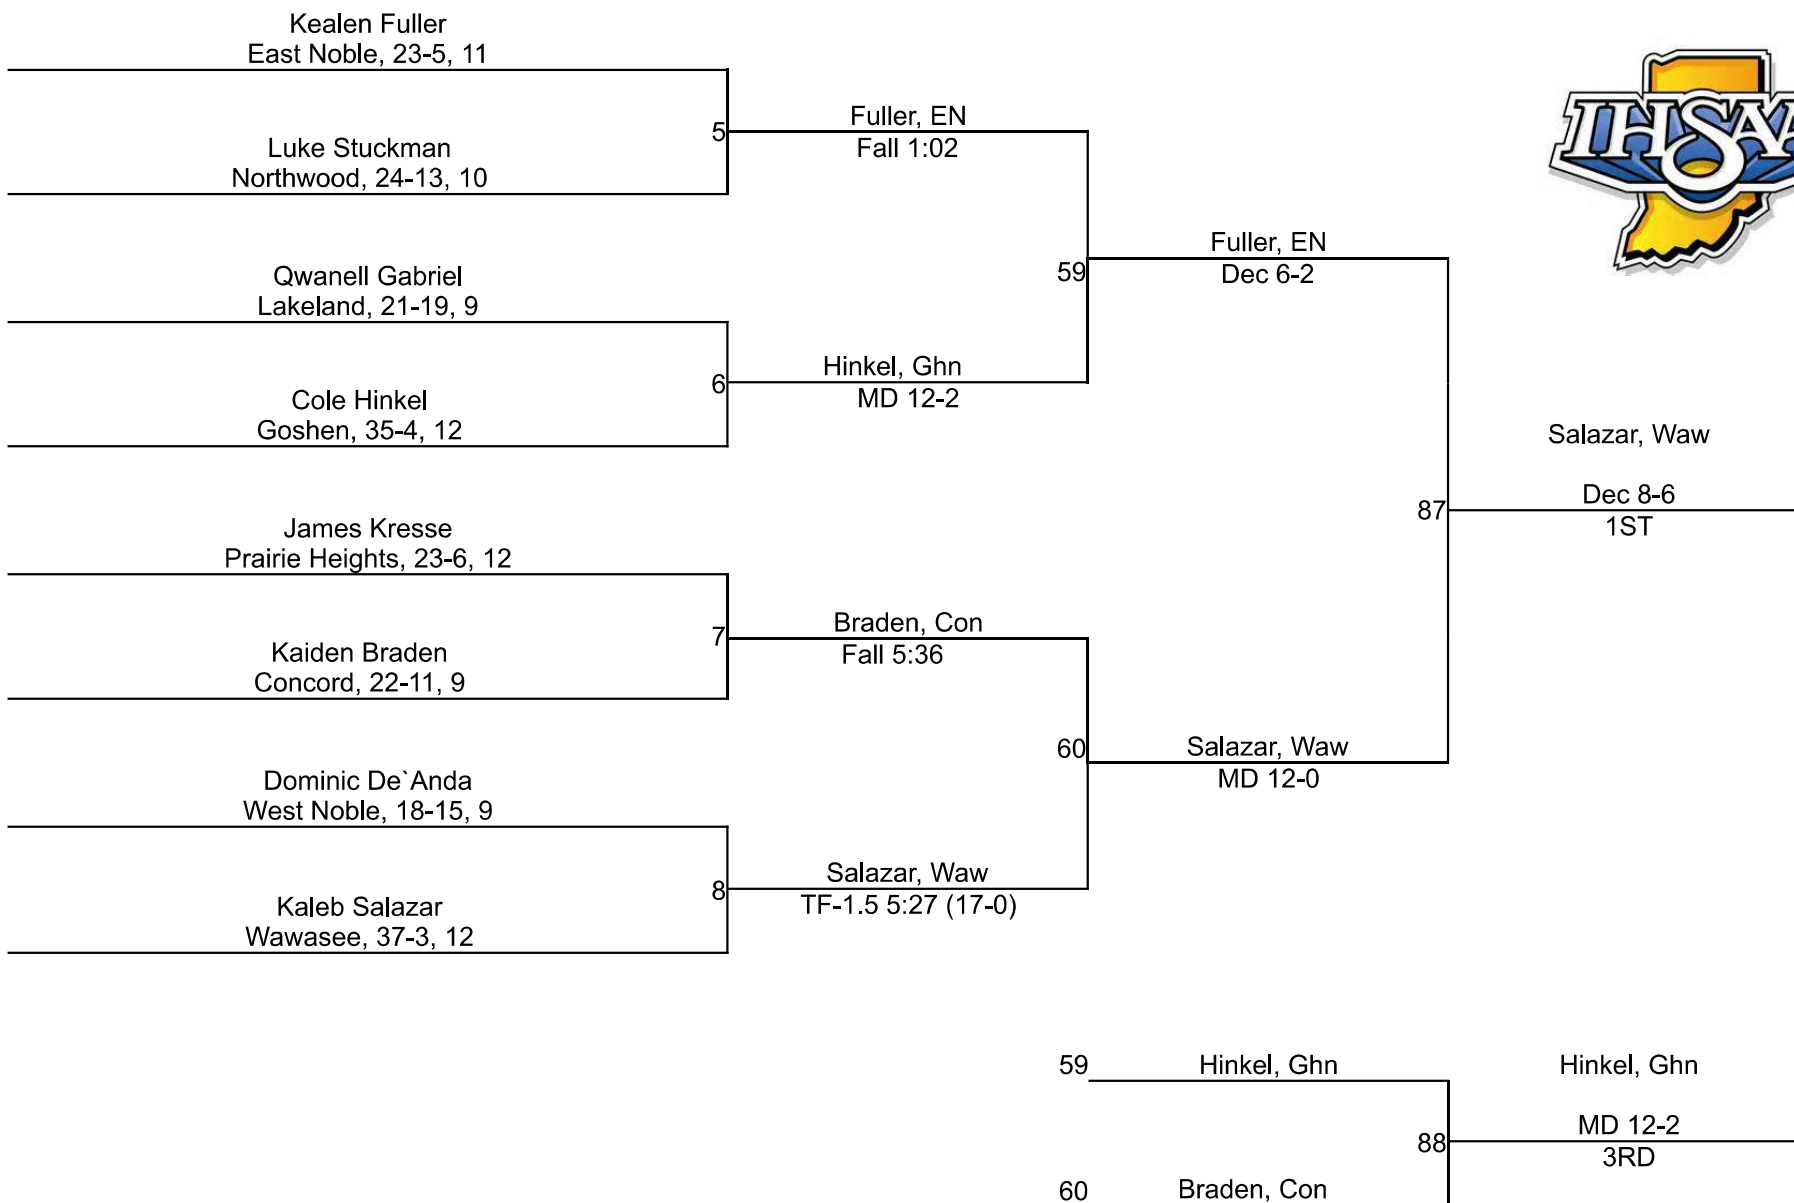 Kealen Fuller
East Noble, 23-5, 11
5
Luke Stuckman
Northwood, 24-13, 10
Fuller, EN
Fall 1:02
Qwanell Gabriel
Lakeland, 21-19, 9
6
Cole Hinkel
Goshen, 35-4, 12
Hinkel, Ghn
MD 12-2
59
Fuller, EN
Dec 6-2
James Kresse
Prairie Heights, 23-6, 12
7
Kaiden Braden
Concord, 22-11, 9
Braden, Con
Fall 5:36
Dominic De`Anda
West Noble, 18-15, 9
8
Kaleb Salazar
Wawasee, 37-3, 12
Salazar, Waw
TF-1.5 5:27 (17-0)
60
Salazar, Waw
MD 12-0
87
IHSAA
Salazar, Waw
Dec 8-6
1ST
59
Hinkel, Ghn
88
60
Braden, Con
Hinkel, Ghn
MD 12-2
3RD